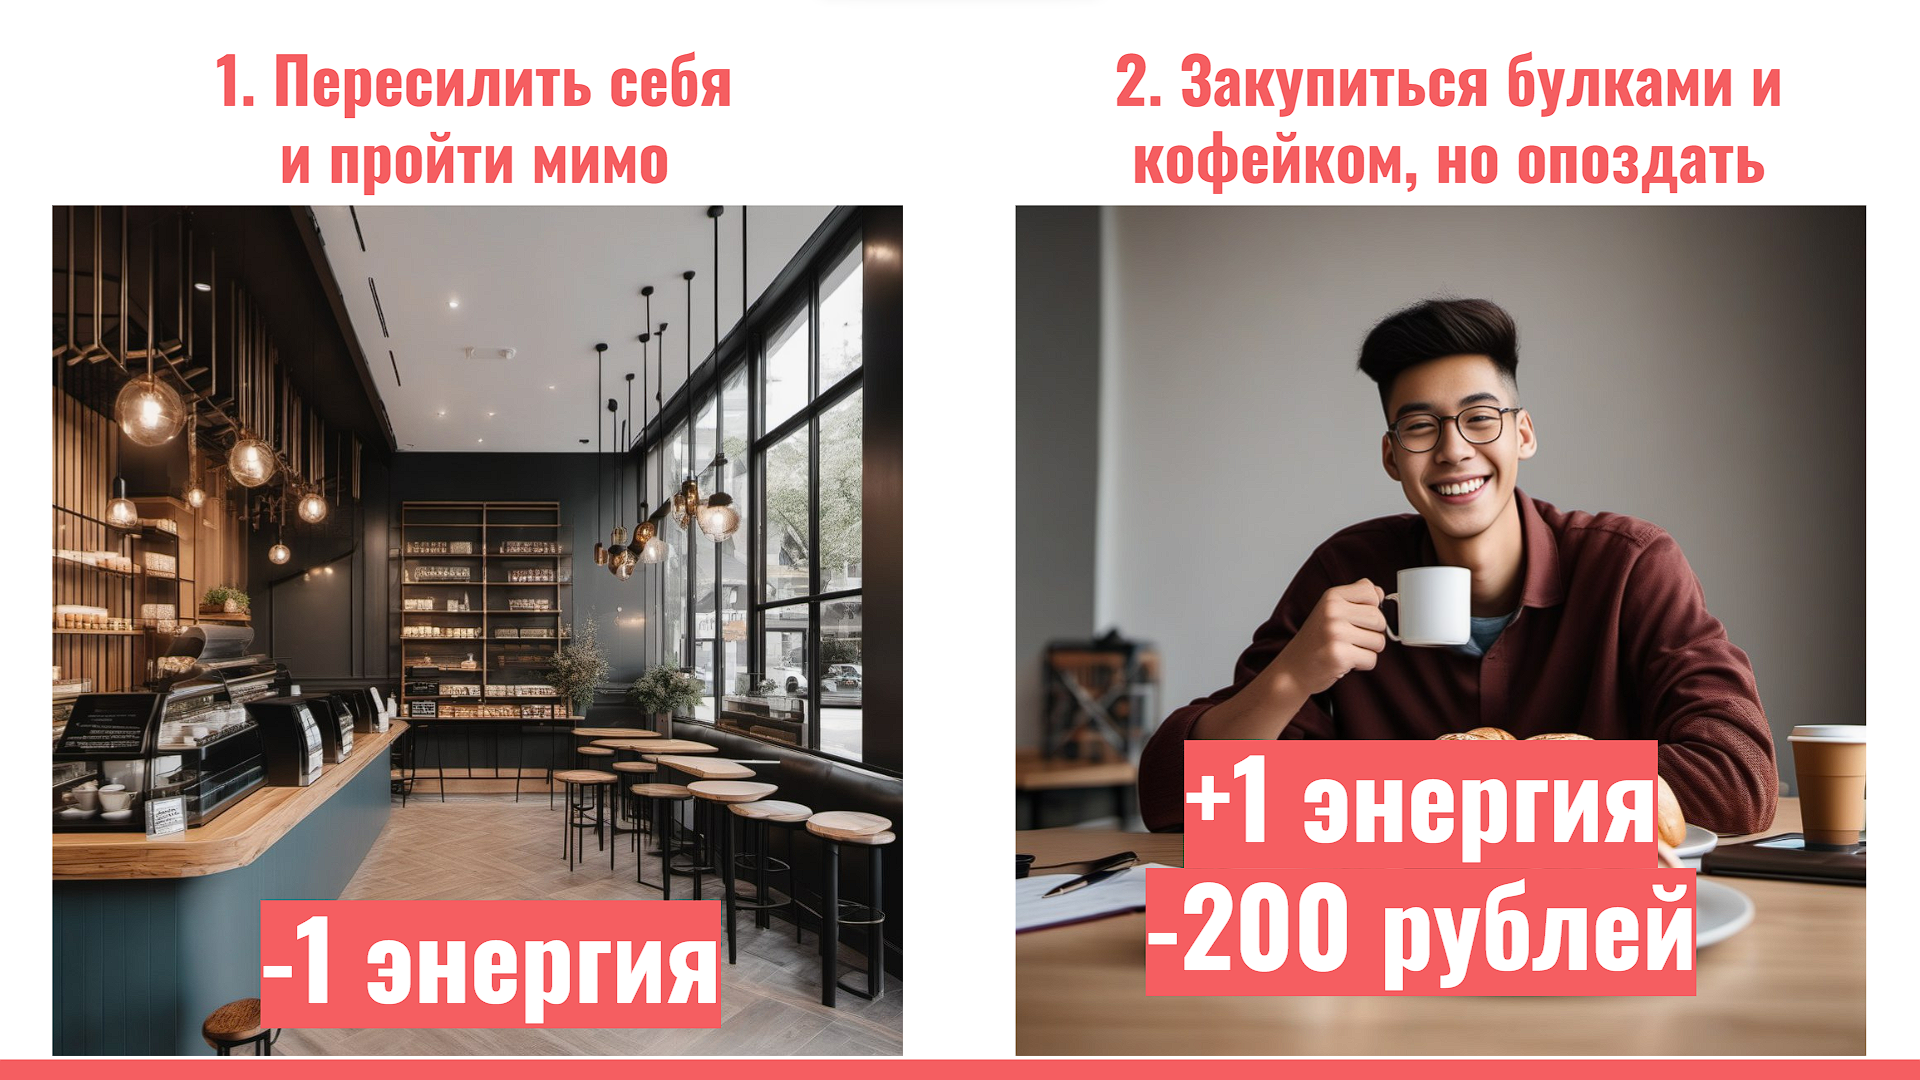 1. Пересилить себя
и пройти мимо
2. Закупиться булками и
кофейком, но опоздать
-1 энергия
+1 энергия
-200 рублей